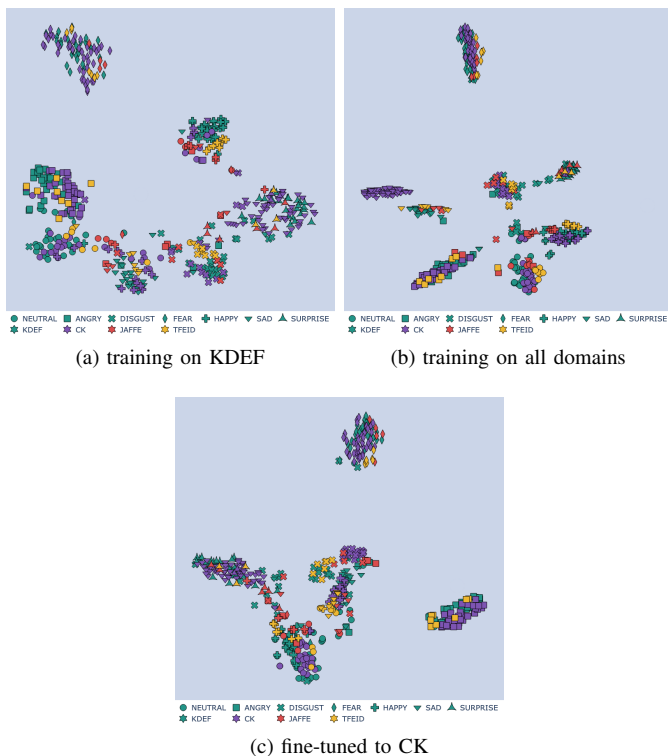 NEUTRAL ANGRY DISGUST FEAR HAPPY SAD SURPRISE
KDEF CK JAFFE TFEID
(a) training on KDEF
NEUTRAL ANGRY DISGUST FEAR HAPPY SAD SURPRISE
KDEF CK JAFFE TFEID
(b) training on all domains
NEUTRAL ANGRY DISGUST FEAR HAPPY SAD SURPRISE
KDEF CK JAFFE TFEID
(c) fine-tuned to CK